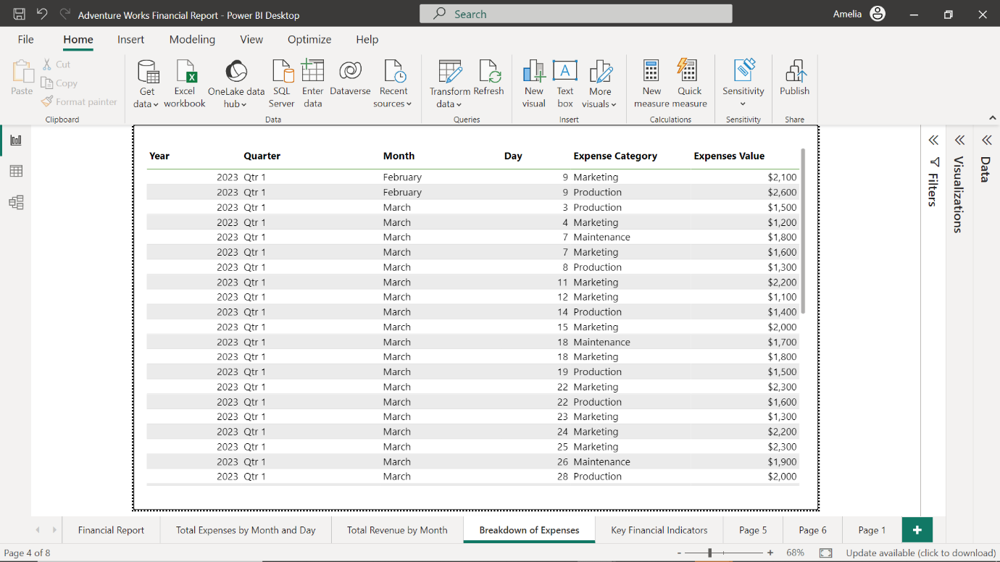 Adventure Works Financial Report - Power BI Desktop
Search
Amelia
File Home Insert Modeling View Optimize Help
Paste
Cut
Copy
Format painter
Clipboard
Get data
Excel workbook
OneLake data hub
SQL Server
Enter data
Dataverse
Recent sources
Data
Transform data
Refresh
Queries
New visual
A
Text box
More visuals
Insert
New measure
Quick measure
Calculations
Sensitivity
Sensitivity
Publish
Share
Year Quarter Month Day Expense Category Expenses Value
2023 Qtr 1 February 9 Marketing $2,100
2023 Qtr 1 February 9 Production $2,600
2023 Qtr 1 March 3 Production $1,500
2023 Qtr 1 March 4 Marketing $1,200
2023 Qtr 1 March 7 Maintenance $1,800
2023 Qtr 1 March 7 Marketing $1,600
2023 Qtr 1 March 8 Production $1,300
2023 Qtr 1 March 11 Marketing $2,200
2023 Qtr 1 March 12 Marketing $1,100
2023 Qtr 1 March 14 Production $1,400
2023 Qtr 1 March 15 Marketing $2,000
2023 Qtr 1 March 18 Maintenance $1,700
2023 Qtr 1 March 18 Marketing $1,800
2023 Qtr 1 March 19 Production $1,500
2023 Qtr 1 March 22 Marketing $2,300
2023 Qtr 1 March 22 Production $1,600
2023 Qtr 1 March 23 Marketing $1,300
2023 Qtr 1 March 24 Marketing $2,200
2023 Qtr 1 March 25 Marketing $2,300
2023 Qtr 1 March 26 Maintenance $1,900
2023 Qtr 1 March 28 Production $2,000
Filters
Visualizations
Data
Financial Report
Total Expenses by Month and Day
Total Revenue by Month
Breakdown of Expenses
Key Financial Indicators
Page 5
Page 6
Page 1
+
Page 4 of 8
- + 68%
Update available (click to download)